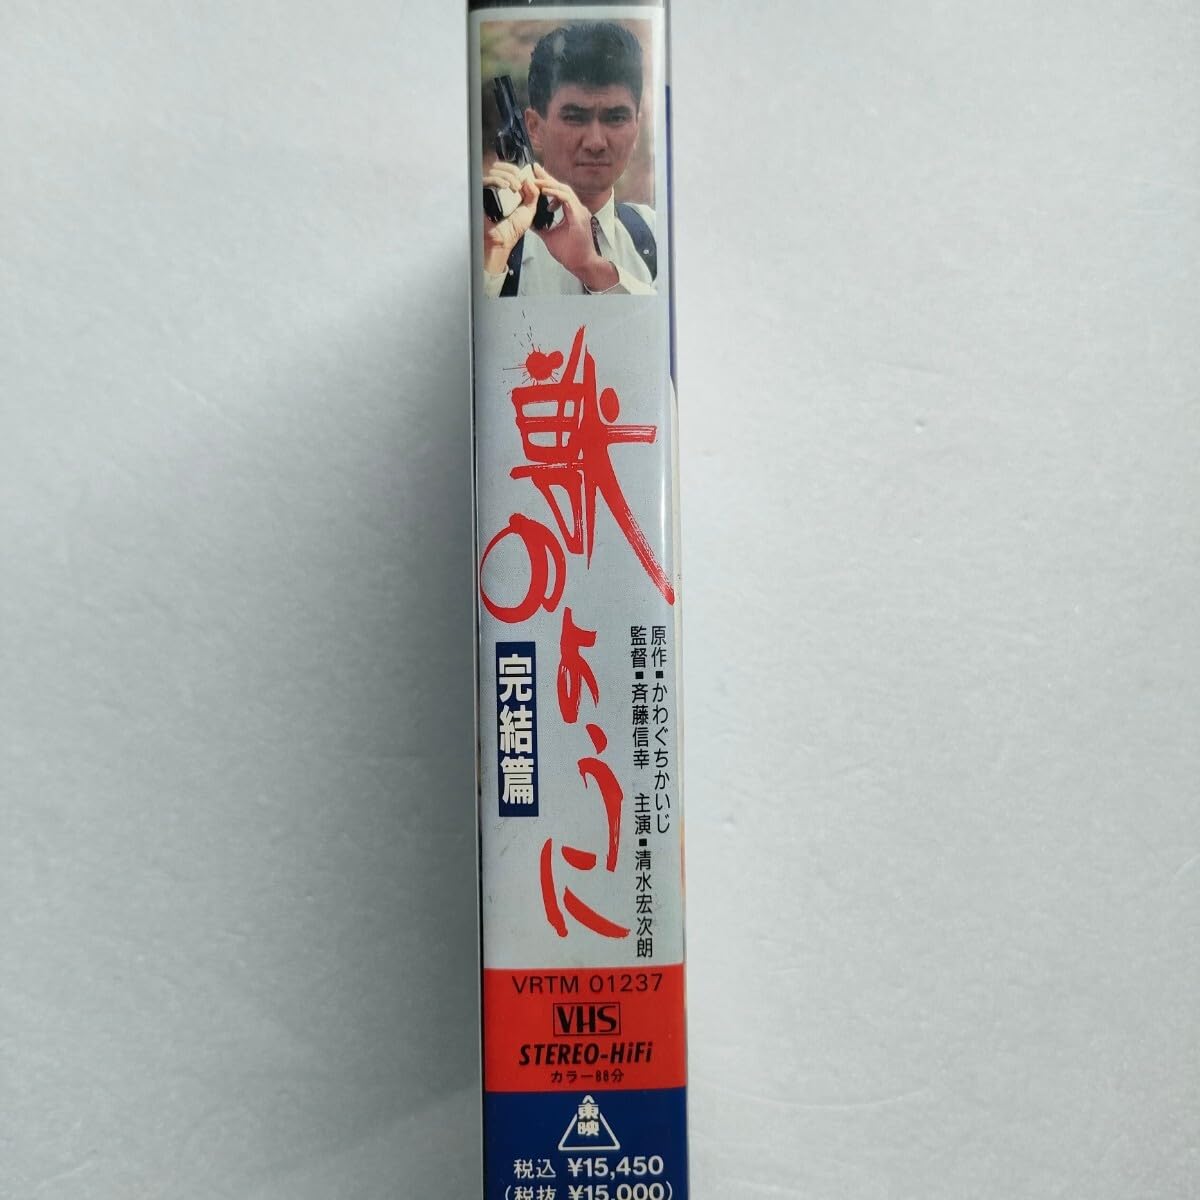 獣のように
完結篇
原作■かわぐちかいじ
監督■斉藤信幸 主演■清水宏次朗
VRTM 01237
VHS
STEREO-HiFi
カラー88分
東映
税込 ¥15,450
(税抜 ¥15,000)